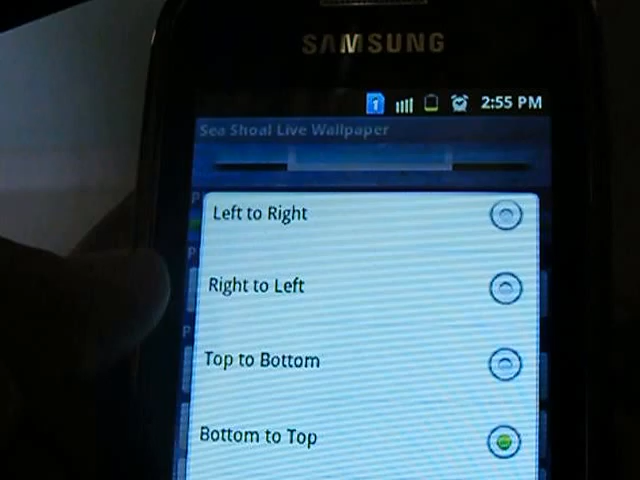 SAMSUNG
1 2:55 PM
Sea Shoal Live Wallpaper
P
Left to Right
P
Right to Left
P
Top to Bottom
Bottom to Top